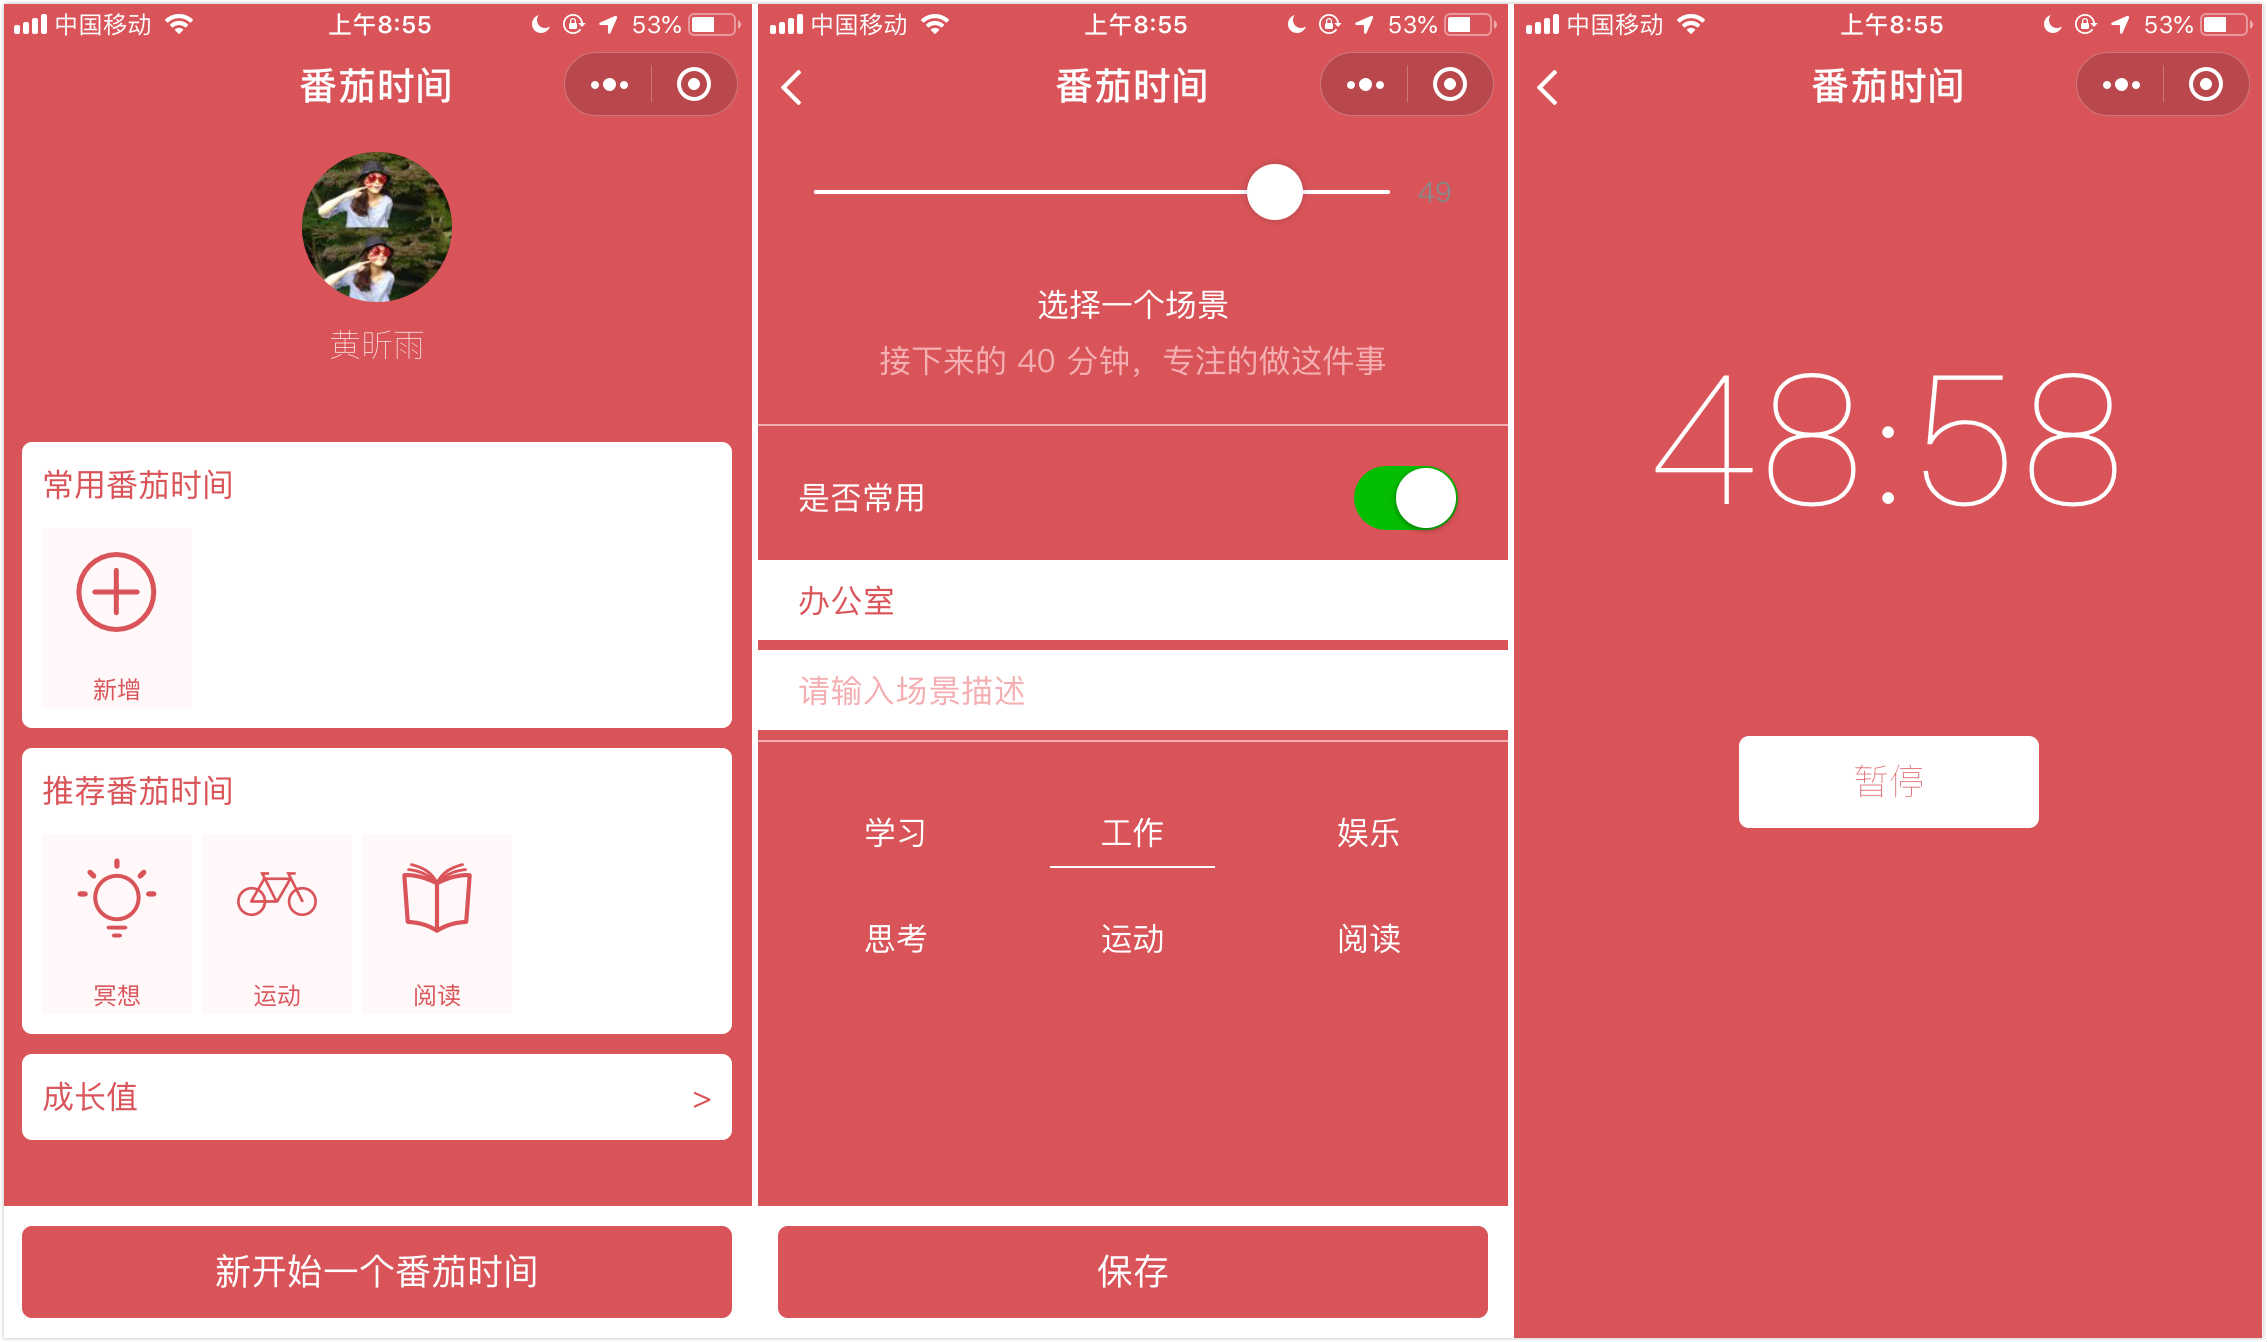 中国移动 上午8:55 53%
番茄时间
黄昕雨
常用番茄时间
新增
推荐番茄时间
冥想 运动 阅读
成长值 >
新开始一个番茄时间
中国移动 上午8:55 53%
番茄时间
49
选择一个场景
接下来的 40 分钟，专注的做这件事
是否常用
办公室
请输入场景描述
学习 工作 娱乐
思考 运动 阅读
保存
中国移动 上午8:55 53%
番茄时间
48:58
暂停